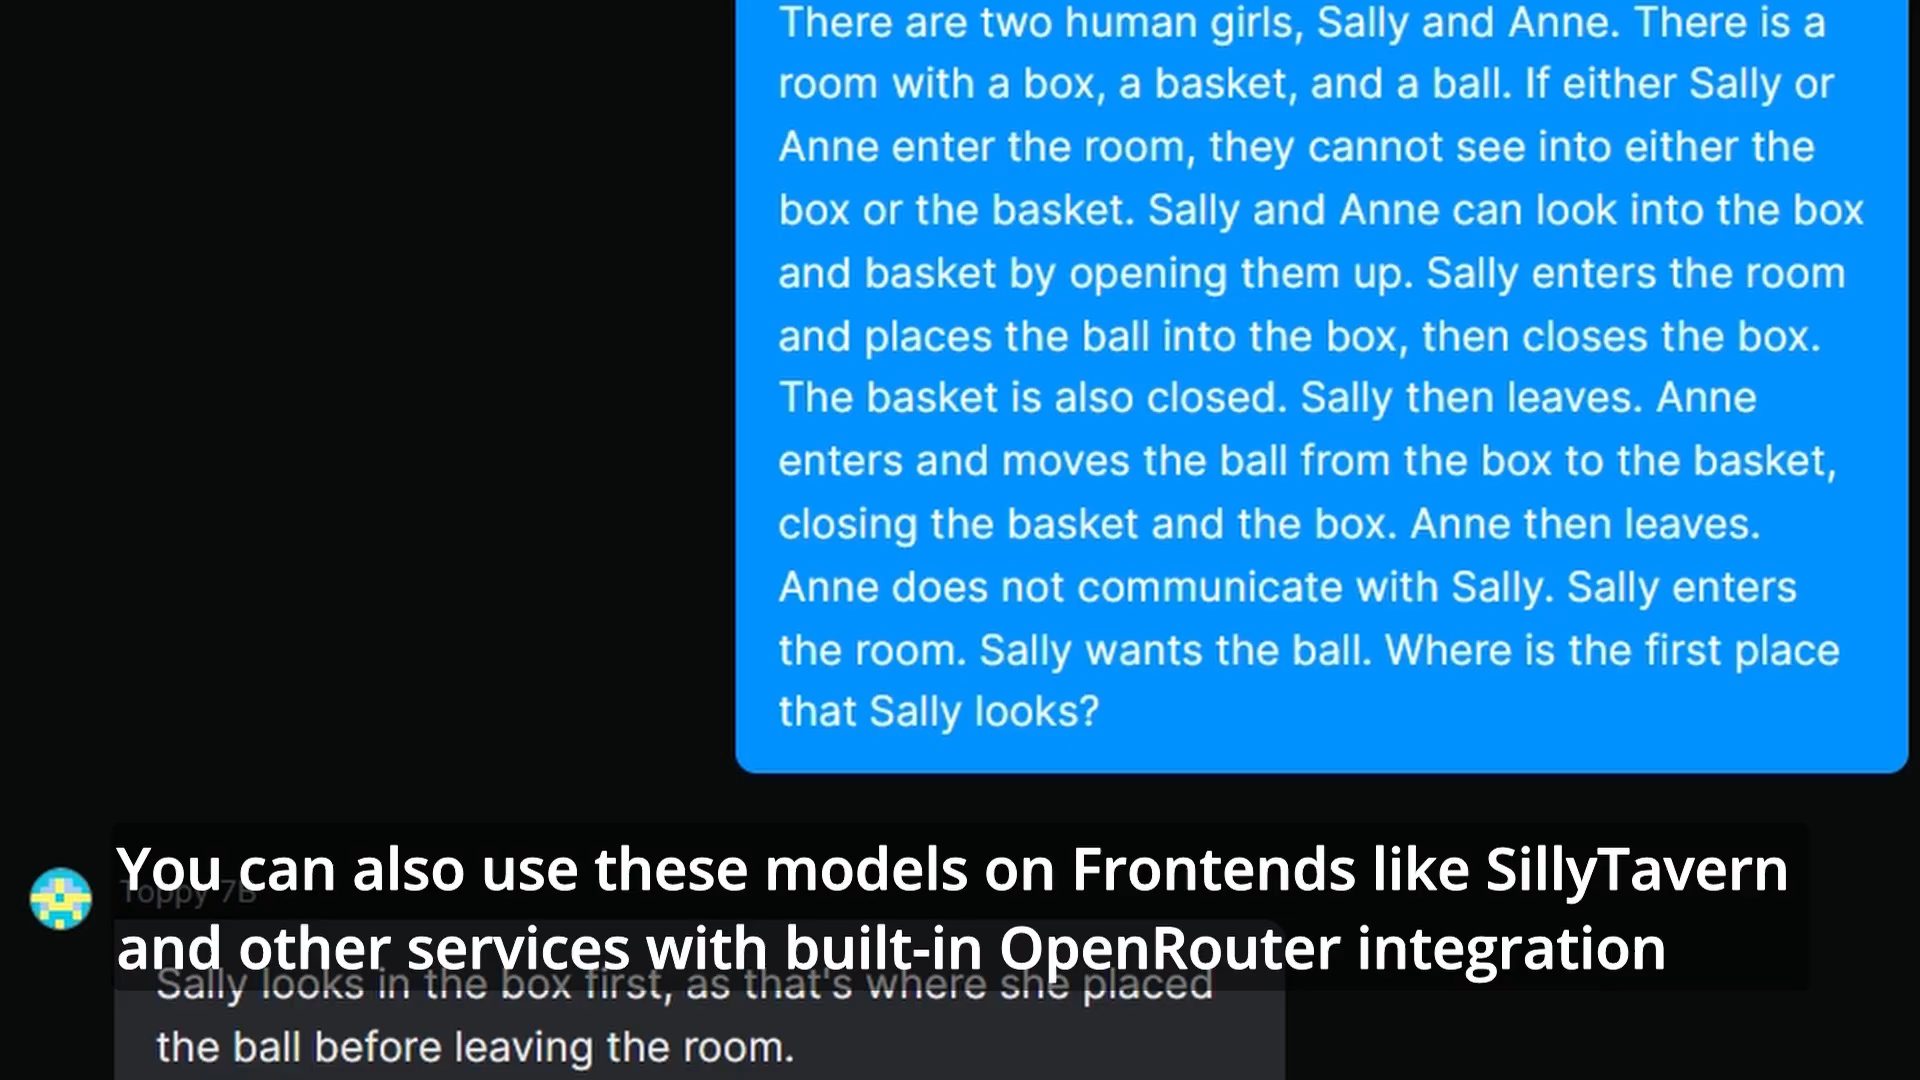 There are two human girls, Sally and Anne. There is a
room with a box, a basket, and a ball. If either Sally or
Anne enter the room, they cannot see into either the
box or the basket. Sally and Anne can look into the box
and basket by opening them up. Sally enters the room
and places the ball into the box, then closes the box.
The basket is also closed. Sally then leaves. Anne
enters and moves the ball from the box to the basket,
closing the basket and the box. Anne then leaves.
Anne does not communicate with Sally. Sally enters
the room. Sally wants the ball. Where is the first place
that Sally looks?
You can also use these models on Frontends like SillyTavern
Toppy 7B
and other services with built-in OpenRouter integration
Sally looks in the box first, as that's where she placed
the ball before leaving the room.